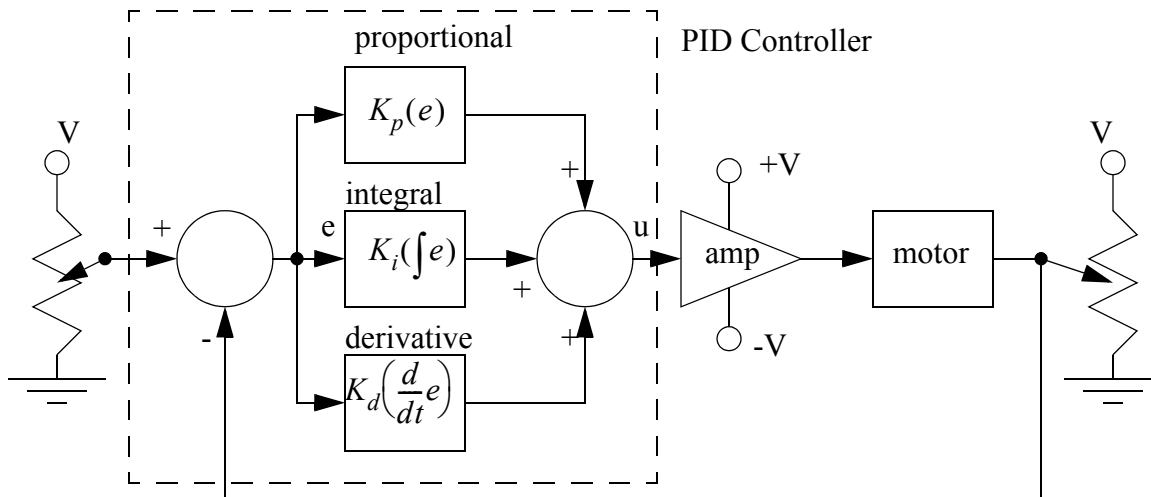 proportional
PID Controller
K_p(e)
V
V
+V
+
integral
+
e
K_i(∫e)
u
amp
motor
+
-
derivative
+
-V
K_d(d/dt e)